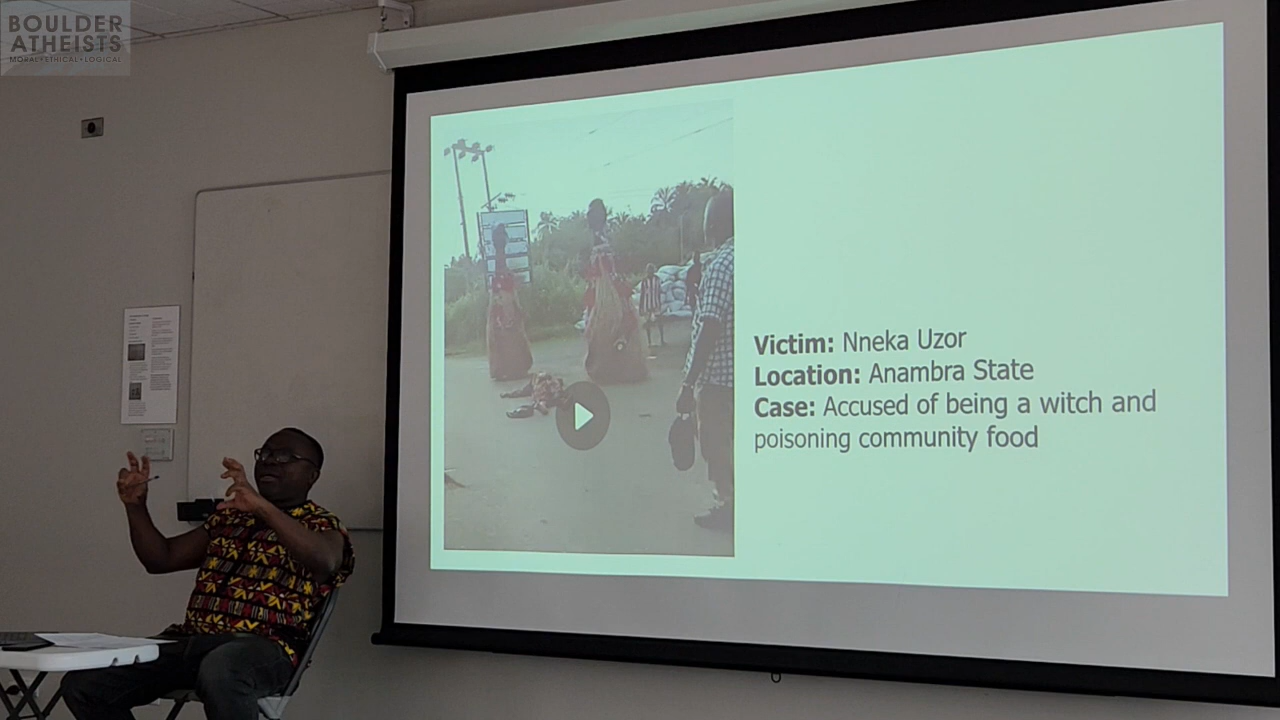 BOULDER
ATHEISTS
MORAL•ETHICAL•LOGICAL
Victim: Nneka Uzor
Location: Anambra State
Case: Accused of being a witch and
poisoning community food